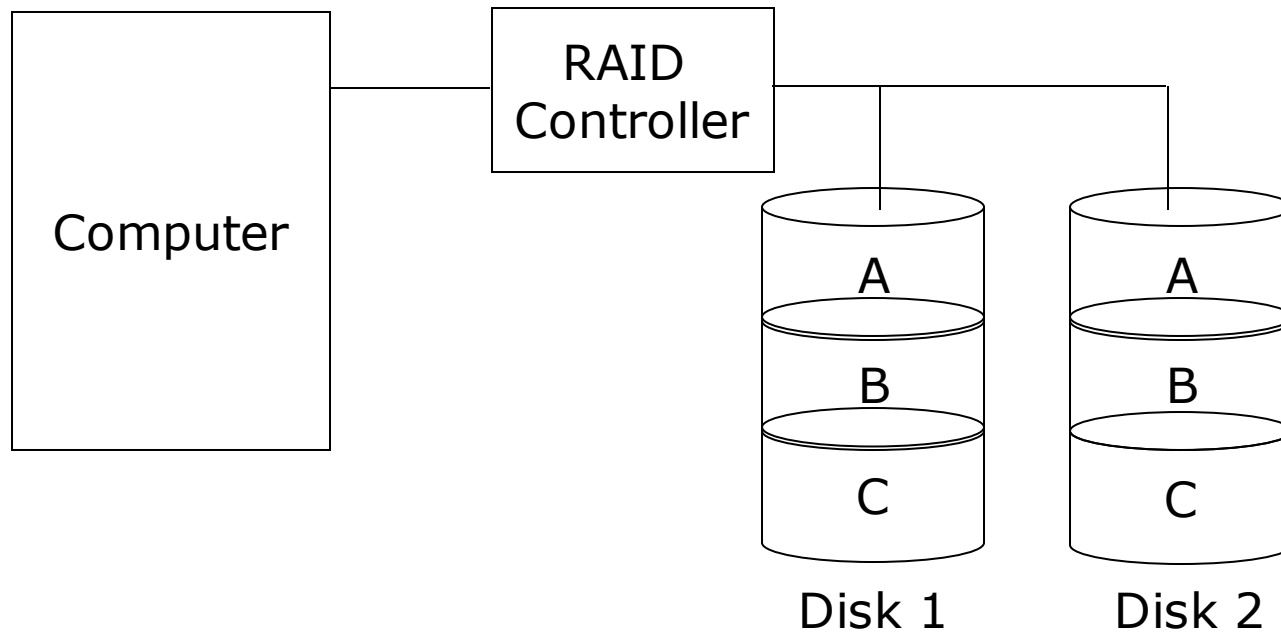 RAID
Controller
Computer
A
A
B
B
C
C
Disk 1
Disk 2